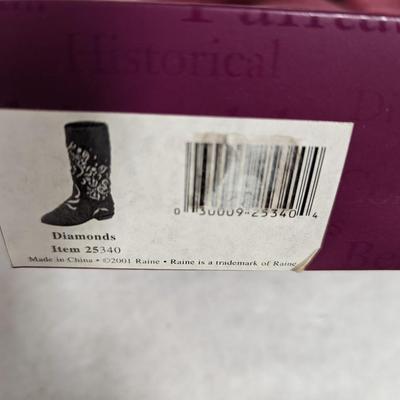 Historical
0 30009 25340 4
Diamonds
Item 25340
Made in China • ©2001 Raine • Raine is a trademark of Raine